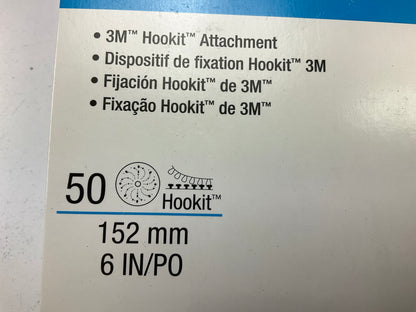 • 3M™ Hookit™ Attachment
• Dispositif de fixation Hookit™ 3M
• Fijación Hookit™ de 3M™
• Fixação Hookit™ de 3M™
50 Hookit™
152 mm
6 IN/PO